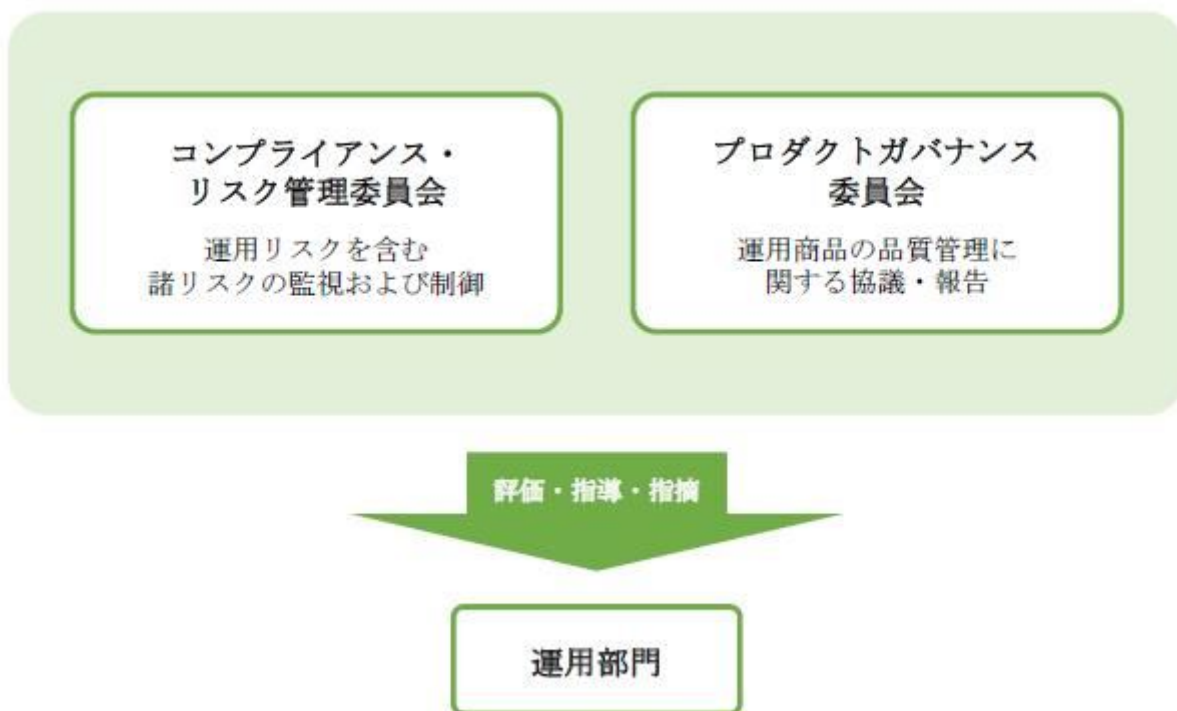 コンプライアンス・
リスク管理委員会
運用リスクを含む
諸リスクの監視および制御
プロダクトガバナンス
委員会
運用商品の品質管理に
関する協議・報告
評価・指導・指摘
運用部門